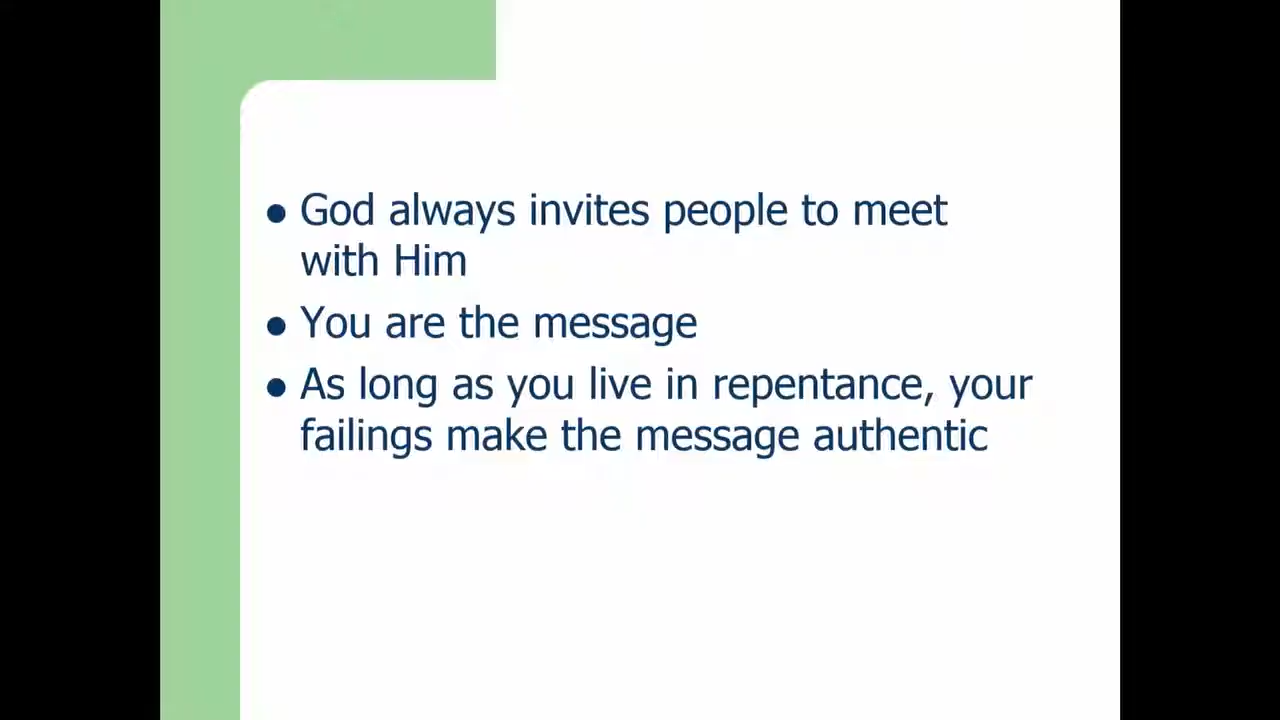 ● God always invites people to meet
with Him
● You are the message
● As long as you live in repentance, your
failings make the message authentic